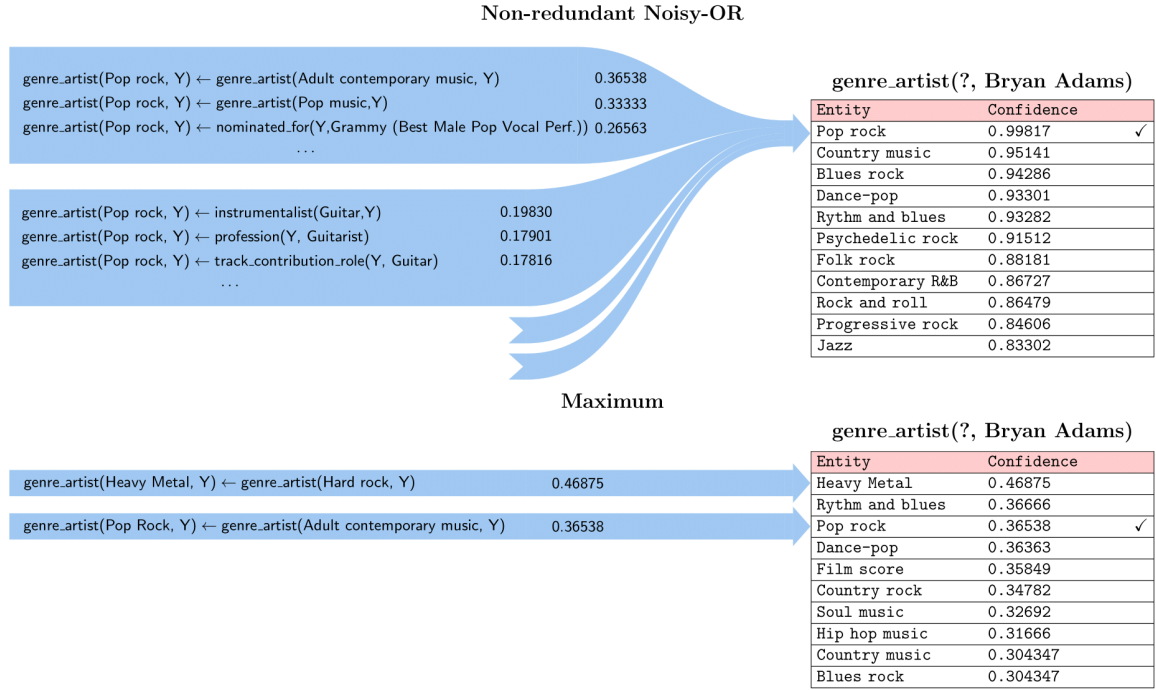 Non-redundant Noisy-OR
genre_artist(Pop rock, Y) ← genre_artist(Adult contemporary music, Y) 0.36538
genre_artist(Pop rock, Y) ← genre_artist(Pop music,Y) 0.33333
genre_artist(Pop rock, Y) ← nominated_for(Y,Grammy (Best Male Pop Vocal Perf.)) 0.26563
...
genre_artist(Pop rock, Y) ← instrumentalist(Guitar,Y) 0.19830
genre_artist(Pop rock, Y) ← profession(Y, Guitarist) 0.17901
genre_artist(Pop rock, Y) ← track_contribution_role(Y, Guitar) 0.17816
...
genre_artist(?, Bryan Adams)
Entity Confidence
Pop rock 0.99817 ✓
Country music 0.95141
Blues rock 0.94286
Dance-pop 0.93301
Rythm and blues 0.93282
Psychedelic rock 0.91512
Folk rock 0.88181
Contemporary R&B 0.86727
Rock and roll 0.86479
Progressive rock 0.84606
Jazz 0.83302
Maximum
genre_artist(Heavy Metal, Y) ← genre_artist(Hard rock, Y) 0.46875
genre_artist(Pop Rock, Y) ← genre_artist(Adult contemporary music, Y) 0.36538
genre_artist(?, Bryan Adams)
Entity Confidence
Heavy Metal 0.46875
Rythm and blues 0.36666
Pop rock 0.36538 ✓
Dance-pop 0.36363
Film score 0.35849
Country rock 0.34782
Soul music 0.32692
Hip hop music 0.31666
Country music 0.304347
Blues rock 0.304347